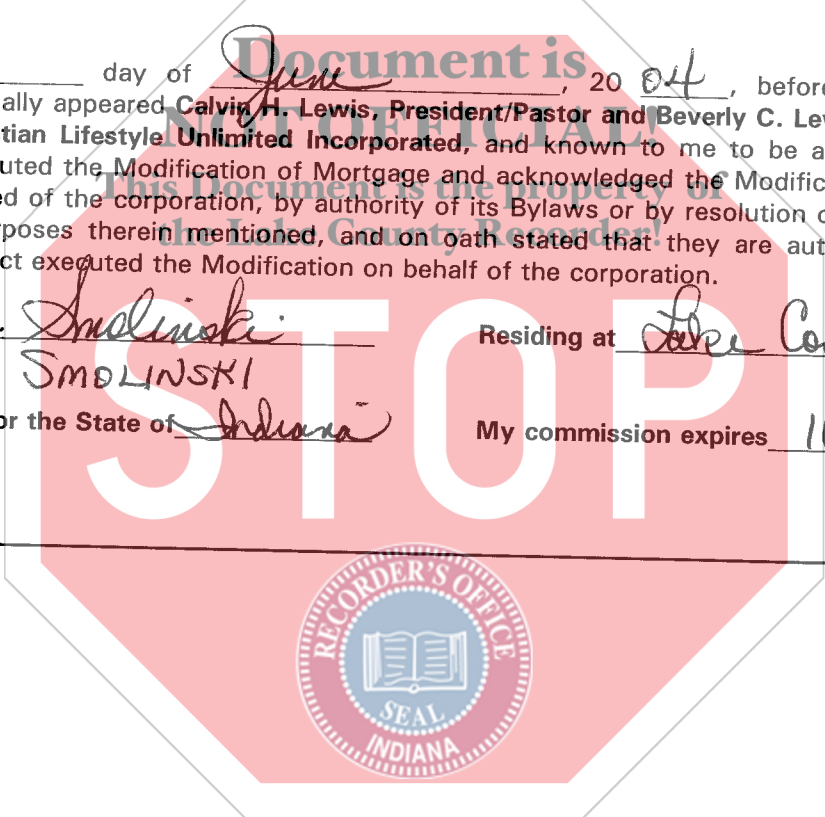 Document is
NOT OFFICIAL!
This Document is the property of
the Lake County Recorder!
day of June, 20 04, before
ally appeared Calvin H. Lewis, President/Pastor and Beverly C. Le
tian Lifestyle Unlimited Incorporated, and known to me to be a
uted the Modification of Mortgage and acknowledged the Modific
ed of the corporation, by authority of its Bylaws or by resolution o
poses therein mentioned, and on oath stated that they are aut
ct executed the Modification on behalf of the corporation.
Smolinski Residing at Lake Co
SMOLINSKI
or the State of Indiana My commission expires 1
STOP
RECORDER'S OFFICE
SEAL
INDIANA